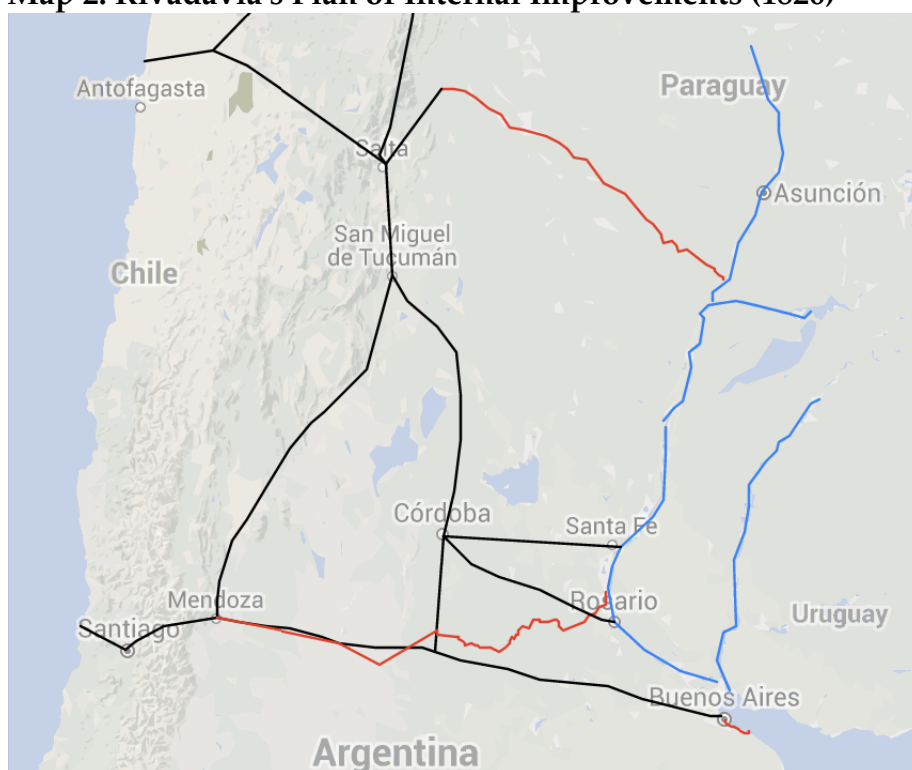 Map 2. Rivadavia's Plan of Internal Improvements (1826)
Antofagasta
Paraguay
Salta
Asunción
San Miguel
de Tucumán
Chile
Córdoba
Santa Fe
Mendoza
Rosario
Santiago
Uruguay
Buenos Aires
Argentina